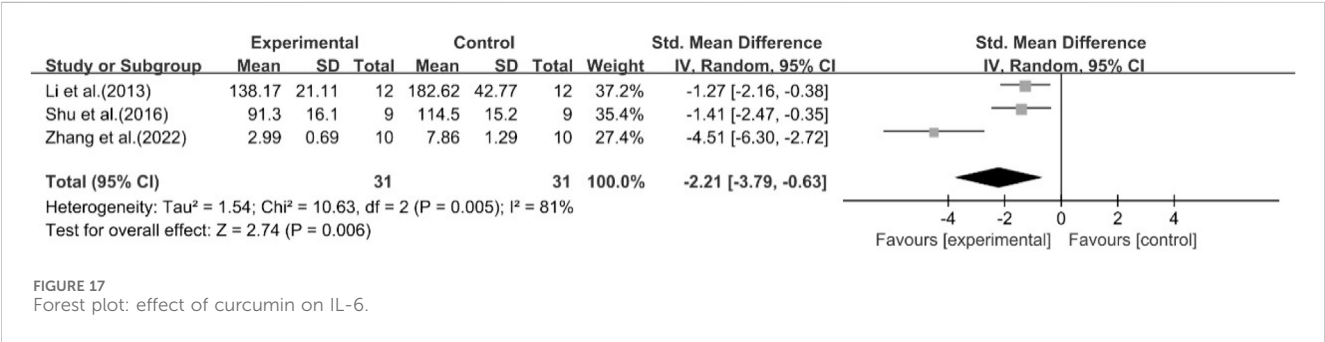 Experimental Control Std. Mean Difference Std. Mean Difference
Study or Subgroup Mean SD Total Mean SD Total Weight IV, Random, 95% CI IV, Random, 95% CI
Li et al.(2013) 138.17 21.11 12 182.62 42.77 12 37.2% -1.27 [-2.16, -0.38]
Shu et al.(2016) 91.3 16.1 9 114.5 15.2 9 35.4% -1.41 [-2.47, -0.35]
Zhang et al.(2022) 2.99 0.69 10 7.86 1.29 10 27.4% -4.51 [-6.30, -2.72]
Total (95% CI) 31 31 100.0% -2.21 [-3.79, -0.63]
Heterogeneity: Tau² = 1.54; Chi² = 10.63, df = 2 (P = 0.005); I² = 81%
Test for overall effect: Z = 2.74 (P = 0.006)
-4 -2 0 2 4
Favours [experimental] Favours [control]
FIGURE 17
Forest plot: effect of curcumin on IL-6.